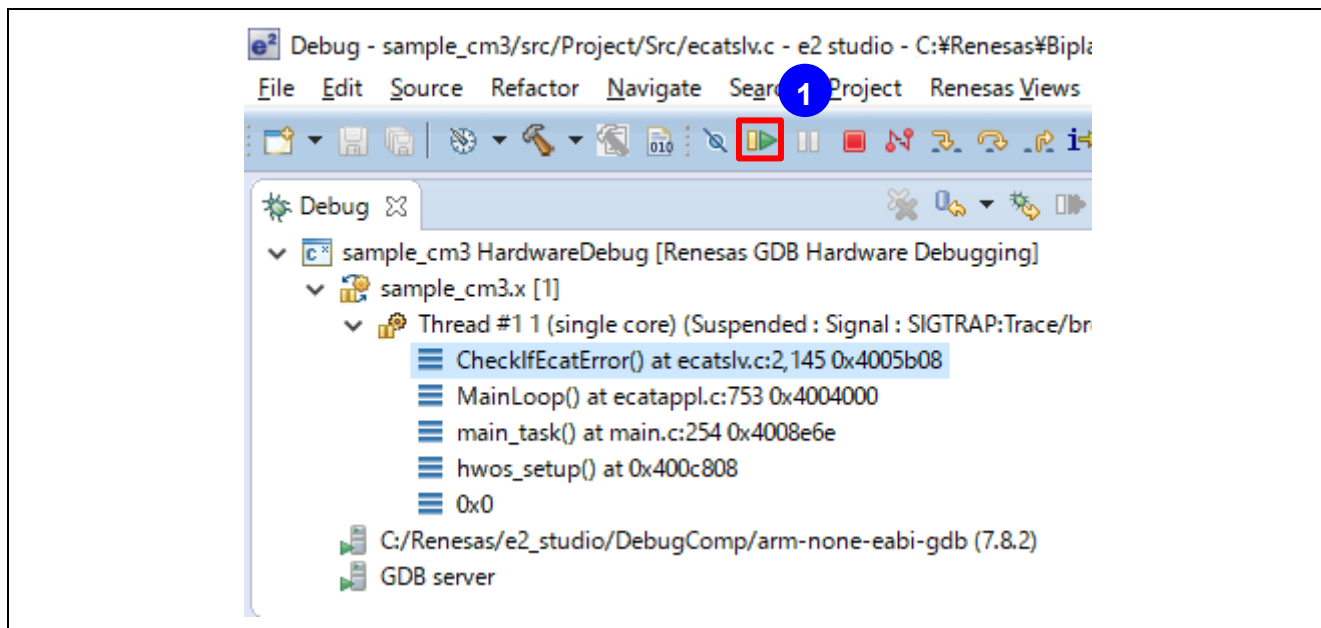 e² Debug - sample_cm3/src/Project/Src/ecatslv.c - e2 studio - C:¥Renesas¥Bipla
File Edit Source Refactor Navigate Sear 1 Project Renesas Views
010 i
Debug
c sample_cm3 HardwareDebug [Renesas GDB Hardware Debugging]
sample_cm3.x [1]
Thread #1 1 (single core) (Suspended : Signal : SIGTRAP:Trace/br
CheckIfEcatError() at ecatslv.c:2,145 0x4005b08
MainLoop() at ecatappl.c:753 0x4004000
main_task() at main.c:254 0x4008e6e
hwos_setup() at 0x400c808
0x0
C:/Renesas/e2_studio/DebugComp/arm-none-eabi-gdb (7.8.2)
GDB server